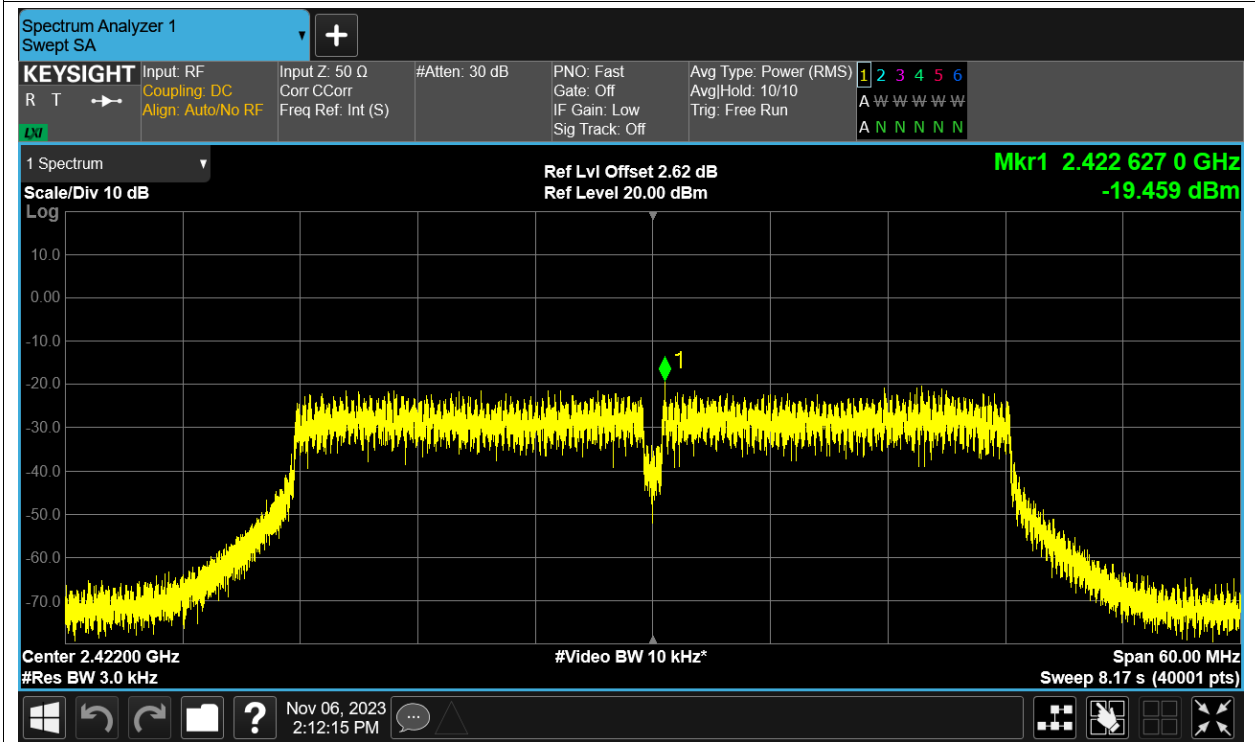 Spectrum Analyzer 1
Swept SA
KEYSIGHT
R T
LXI
Input: RF
Coupling: DC
Align: Auto/No RF
Input Z: 50 Ω
Corr CCorr
Freq Ref: Int (S)
#Atten: 30 dB
PNO: Fast
Gate: Off
IF Gain: Low
Sig Track: Off
Avg Type: Power (RMS)
Avg|Hold: 10/10
Trig: Free Run
1 2 3 4 5 6
A W W W W W
A N N N N N
1 Spectrum
Scale/Div 10 dB
Log
Ref Lvl Offset 2.62 dB
Ref Level 20.00 dBm
Mkr1 2.422 627 0 GHz
-19.459 dBm
10.0
0.00
-10.0
-20.0
-30.0
-40.0
-50.0
-60.0
-70.0
1
Center 2.42200 GHz
#Res BW 3.0 kHz
#Video BW 10 kHz*
Span 60.00 MHz
Sweep 8.17 s (40001 pts)
?
Nov 06, 2023
2:12:15 PM